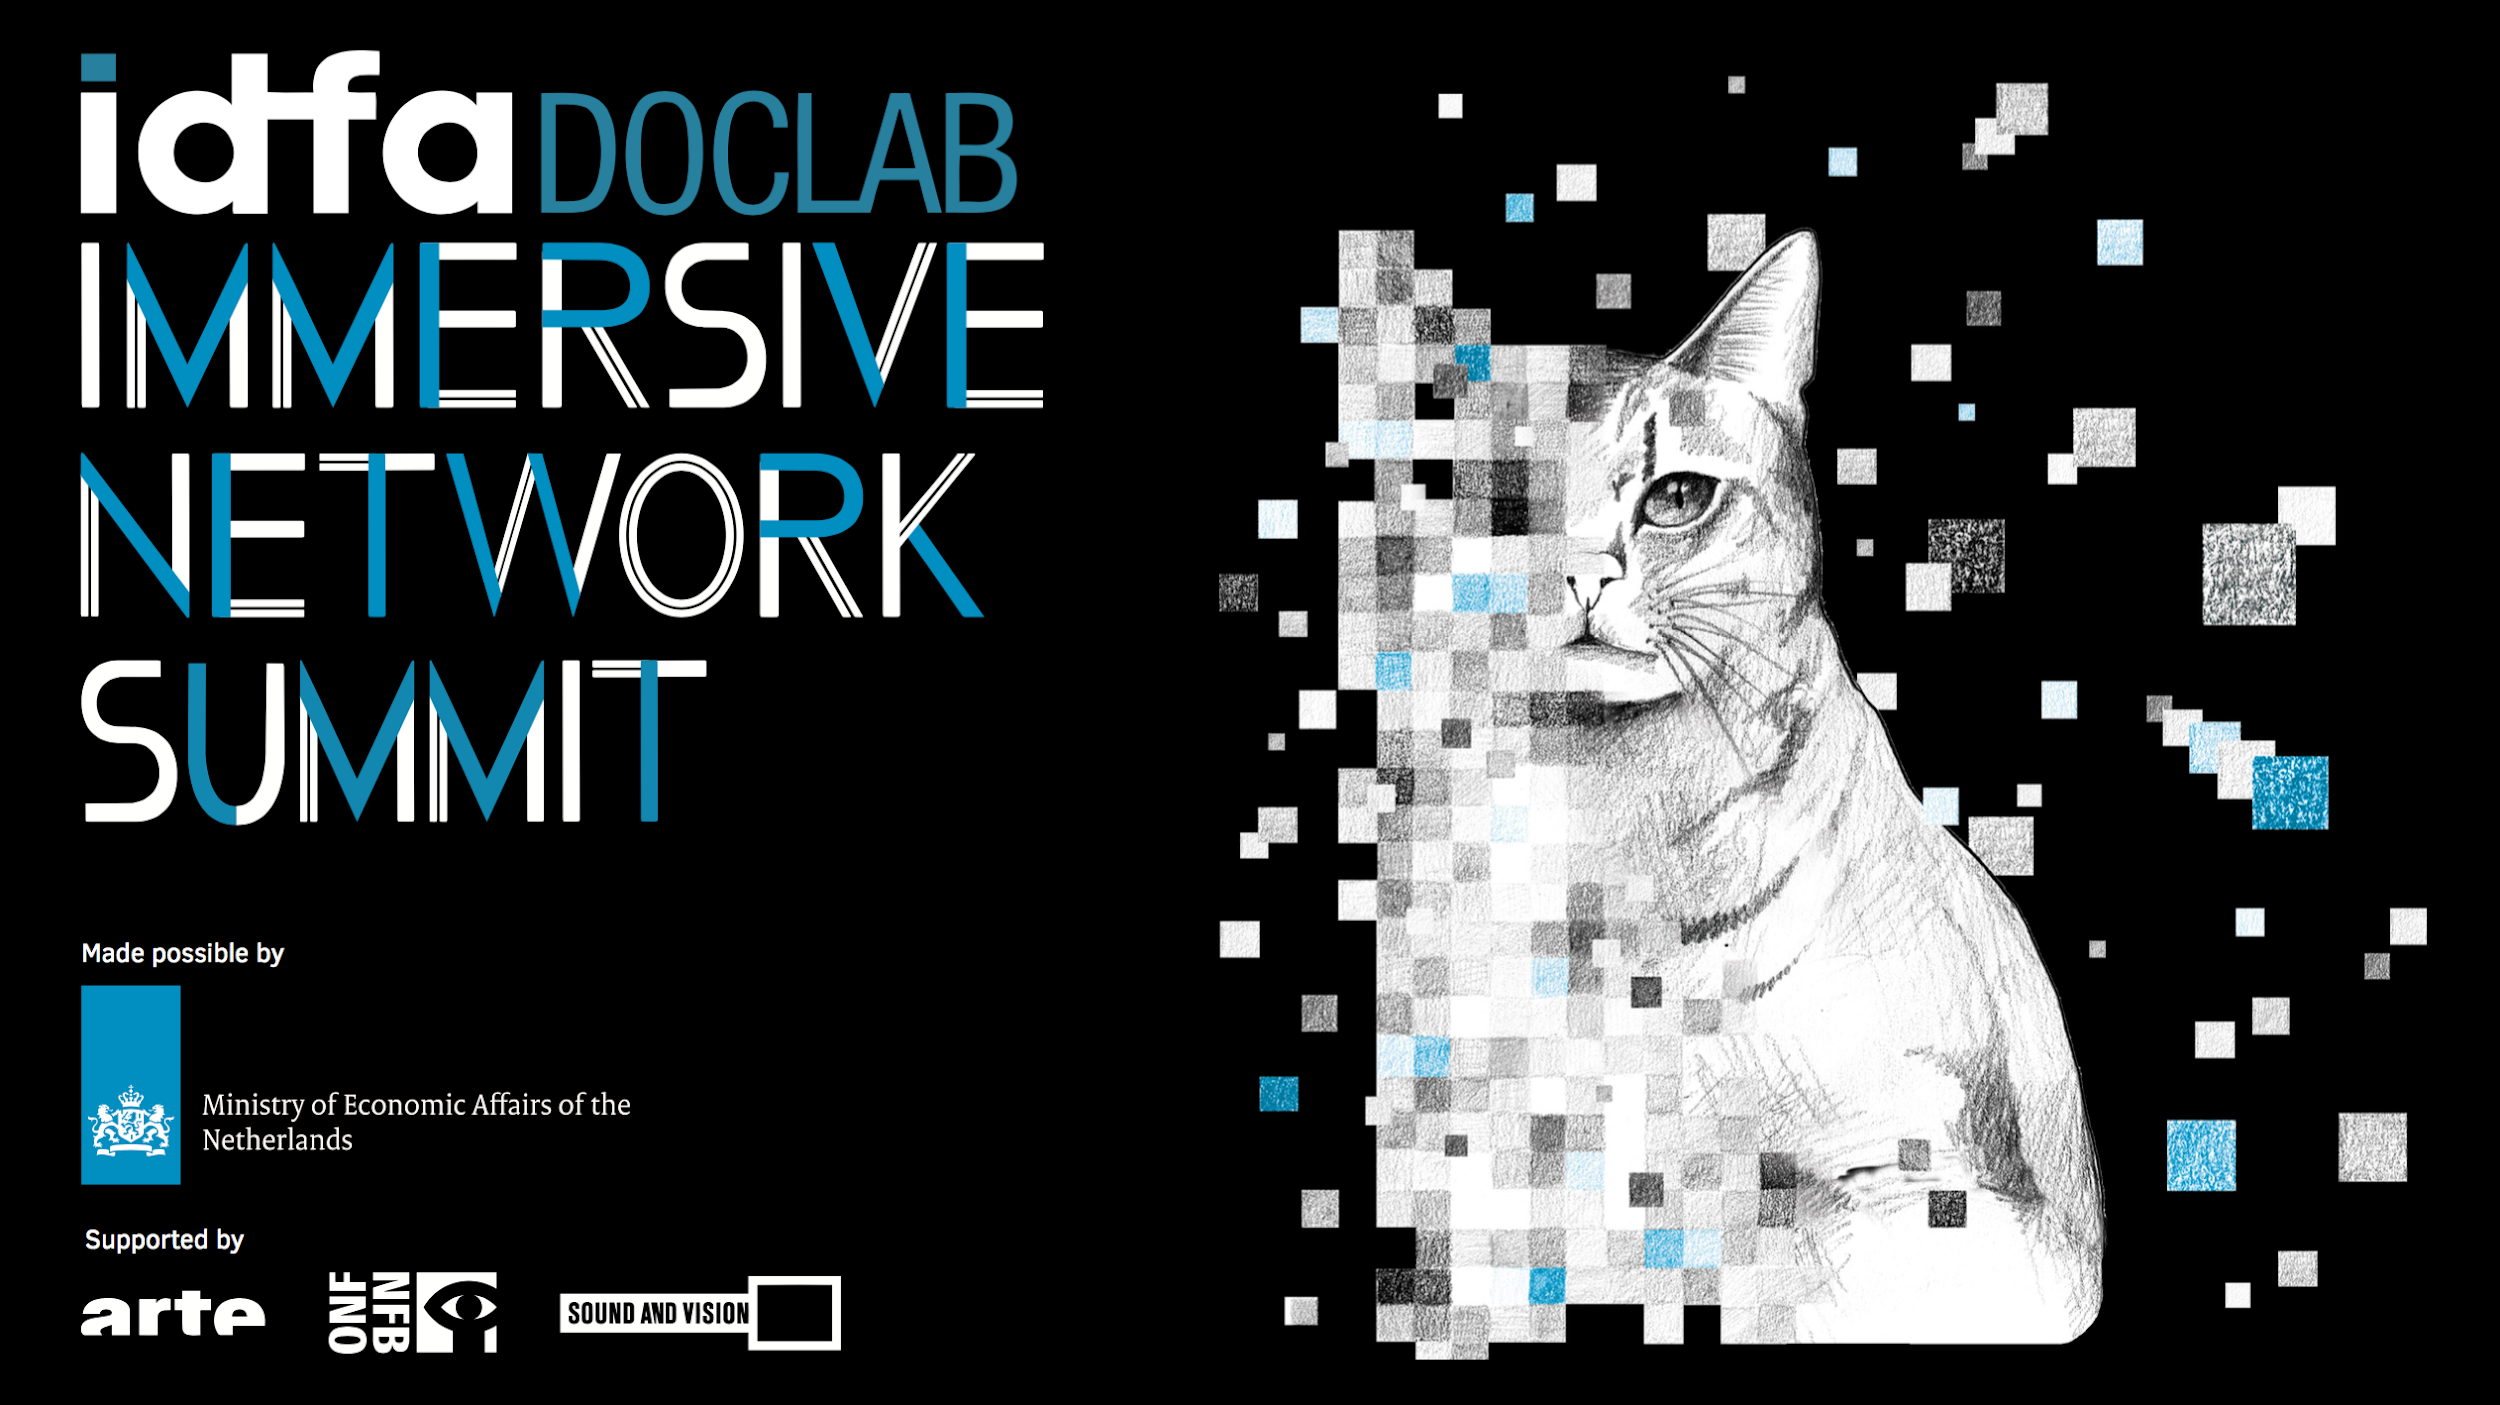 idfa DOCLAB
IMMERSIVE
NETWORK
SUMMIT
Made possible by
Ministry of Economic Affairs of the
Netherlands
Supported by
arte ONF NFB SOUND AND VISION